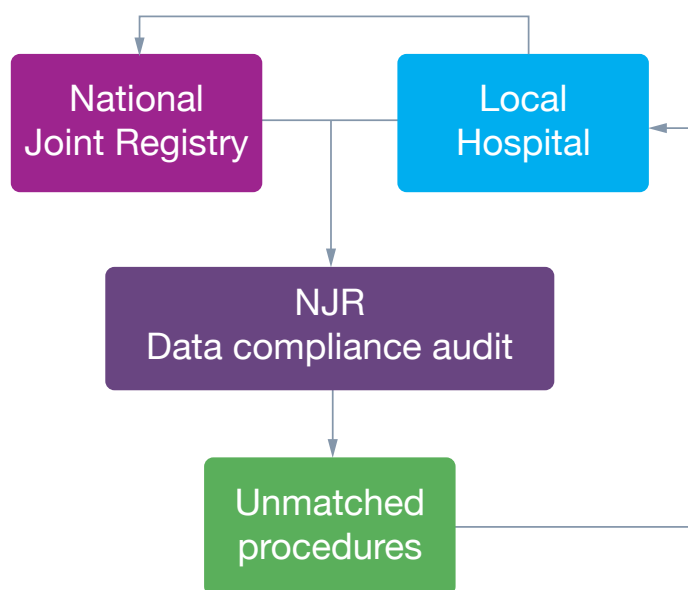 National
Joint Registry
Local
Hospital
NJR
Data compliance audit
Unmatched
procedures